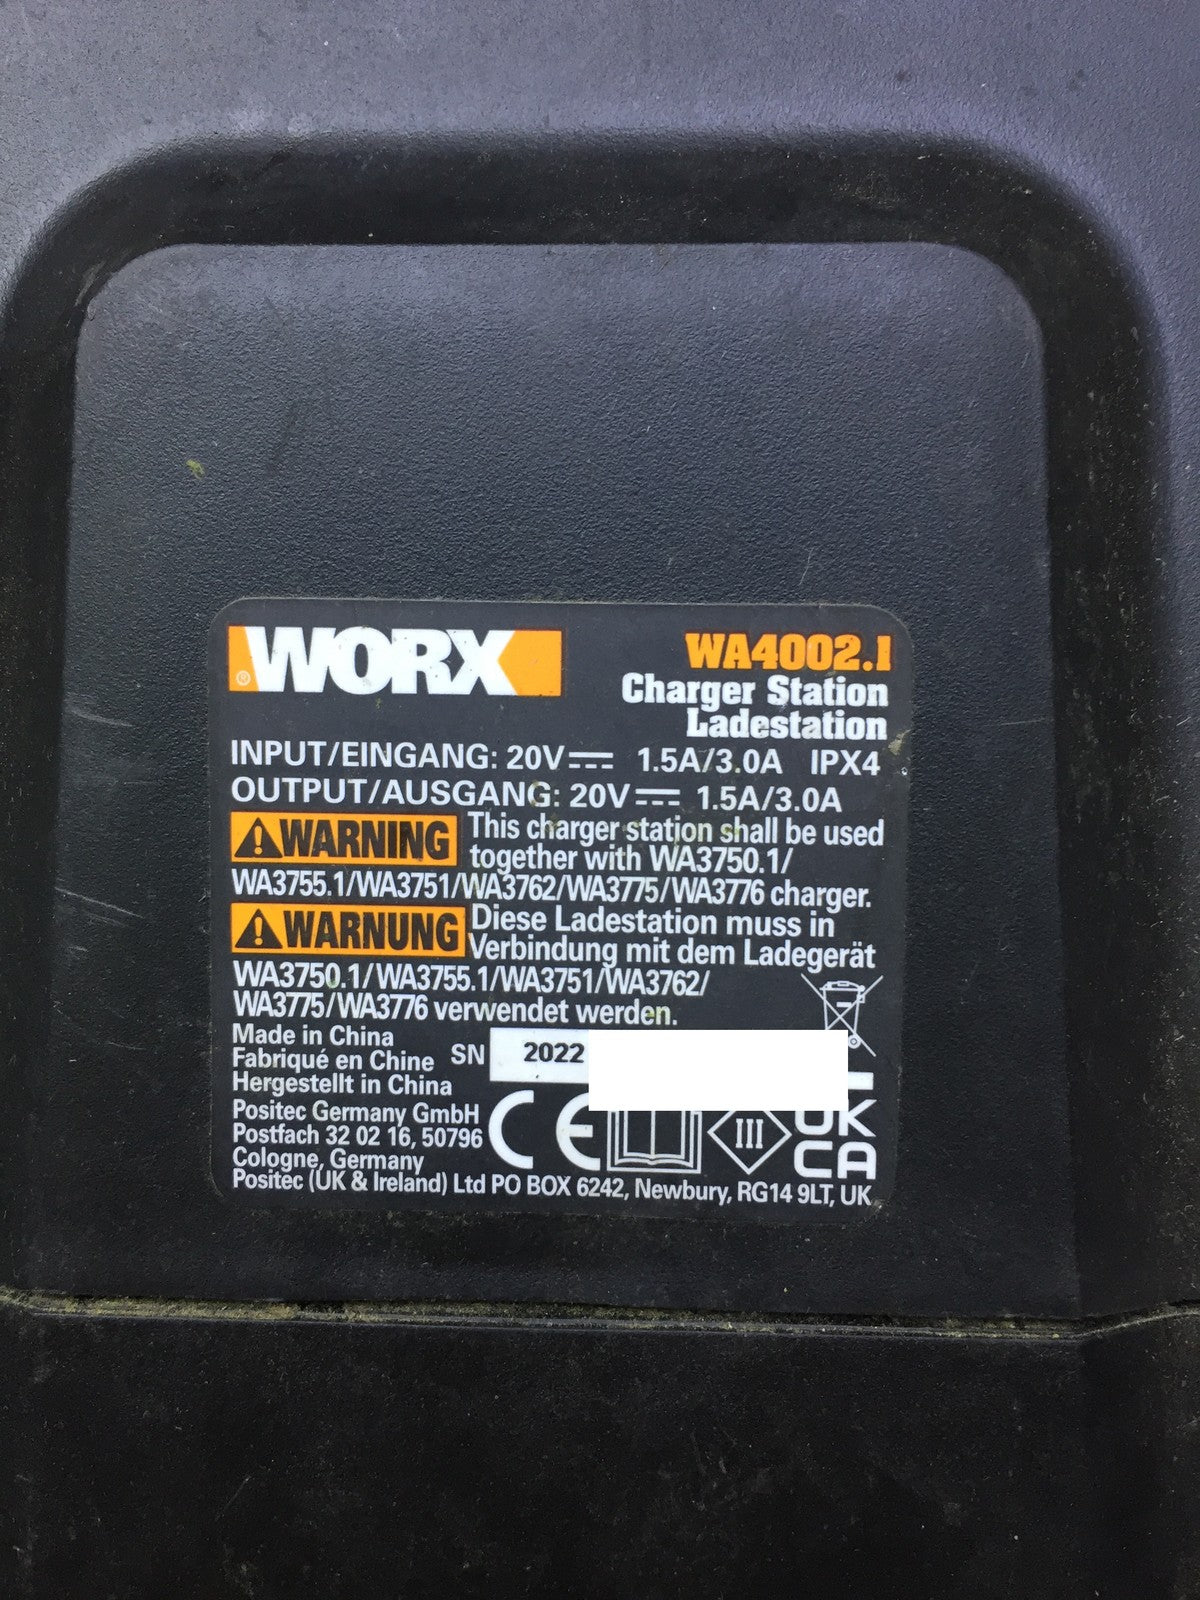 WORX ®
WA4002.1
Charger Station
Ladestation
INPUT/EINGANG: 20V⎓ 1.5A/3.0A IPX4
OUTPUT/AUSGANG: 20V⎓ 1.5A/3.0A
⚠WARNING This charger station shall be used
together with WA3750.1/
WA3755.1/WA3751/WA3762/WA3775/WA3776 charger.
⚠WARNUNG Diese Ladestation muss in
Verbindung mit dem Ladegerät
WA3750.1/WA3755.1/WA3751/WA3762/
WA3775/WA3776 verwendet werden.
Made in China
Fabriqué en Chine
Hergestellt in China
SN 2022
Positec Germany GmbH
Postfach 32 02 16, 50796
Cologne, Germany
CE III UK
CA
Positec (UK & Ireland) Ltd PO BOX 6242, Newbury, RG14 9LT, UK